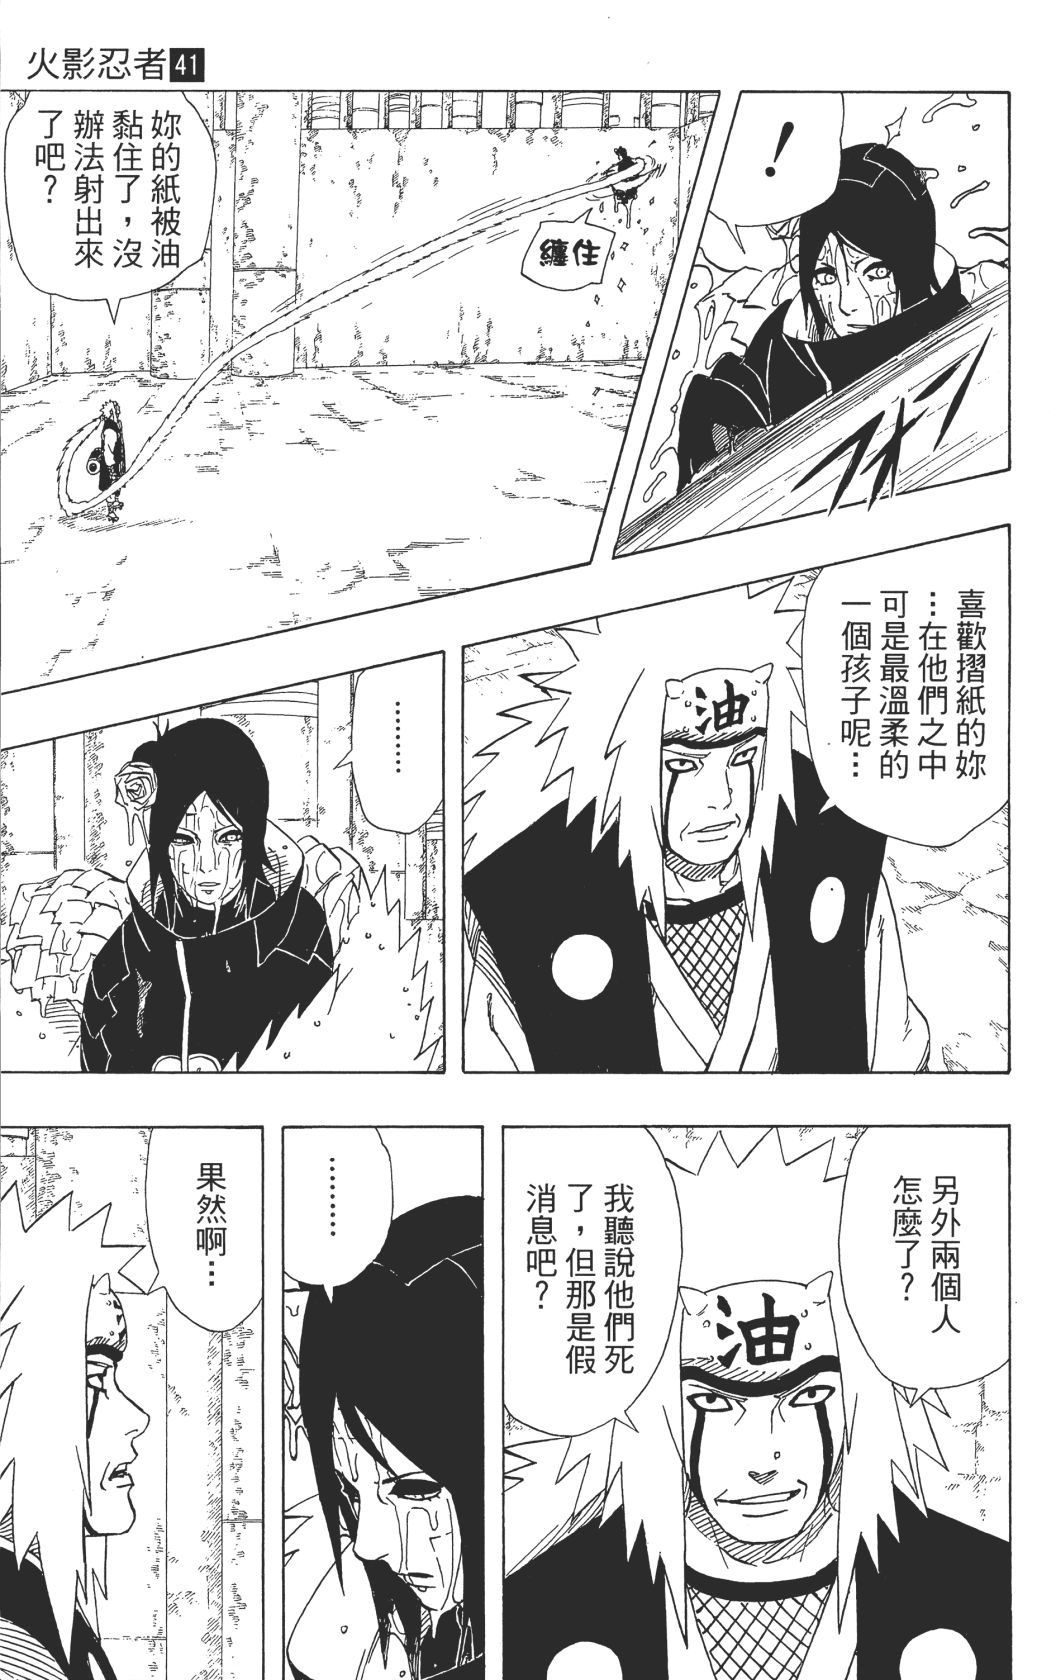 火影忍者41
！
纏住
妳的紙被油
黏住了，沒
辦法射出來
了吧？
喜歡摺紙的妳
…在他們之中
可是最溫柔的
一個孩子呢…
油
………
另外兩個人
怎麼了？
我聽說他們死
了，但那是假
消息吧？
油
………
果然啊…